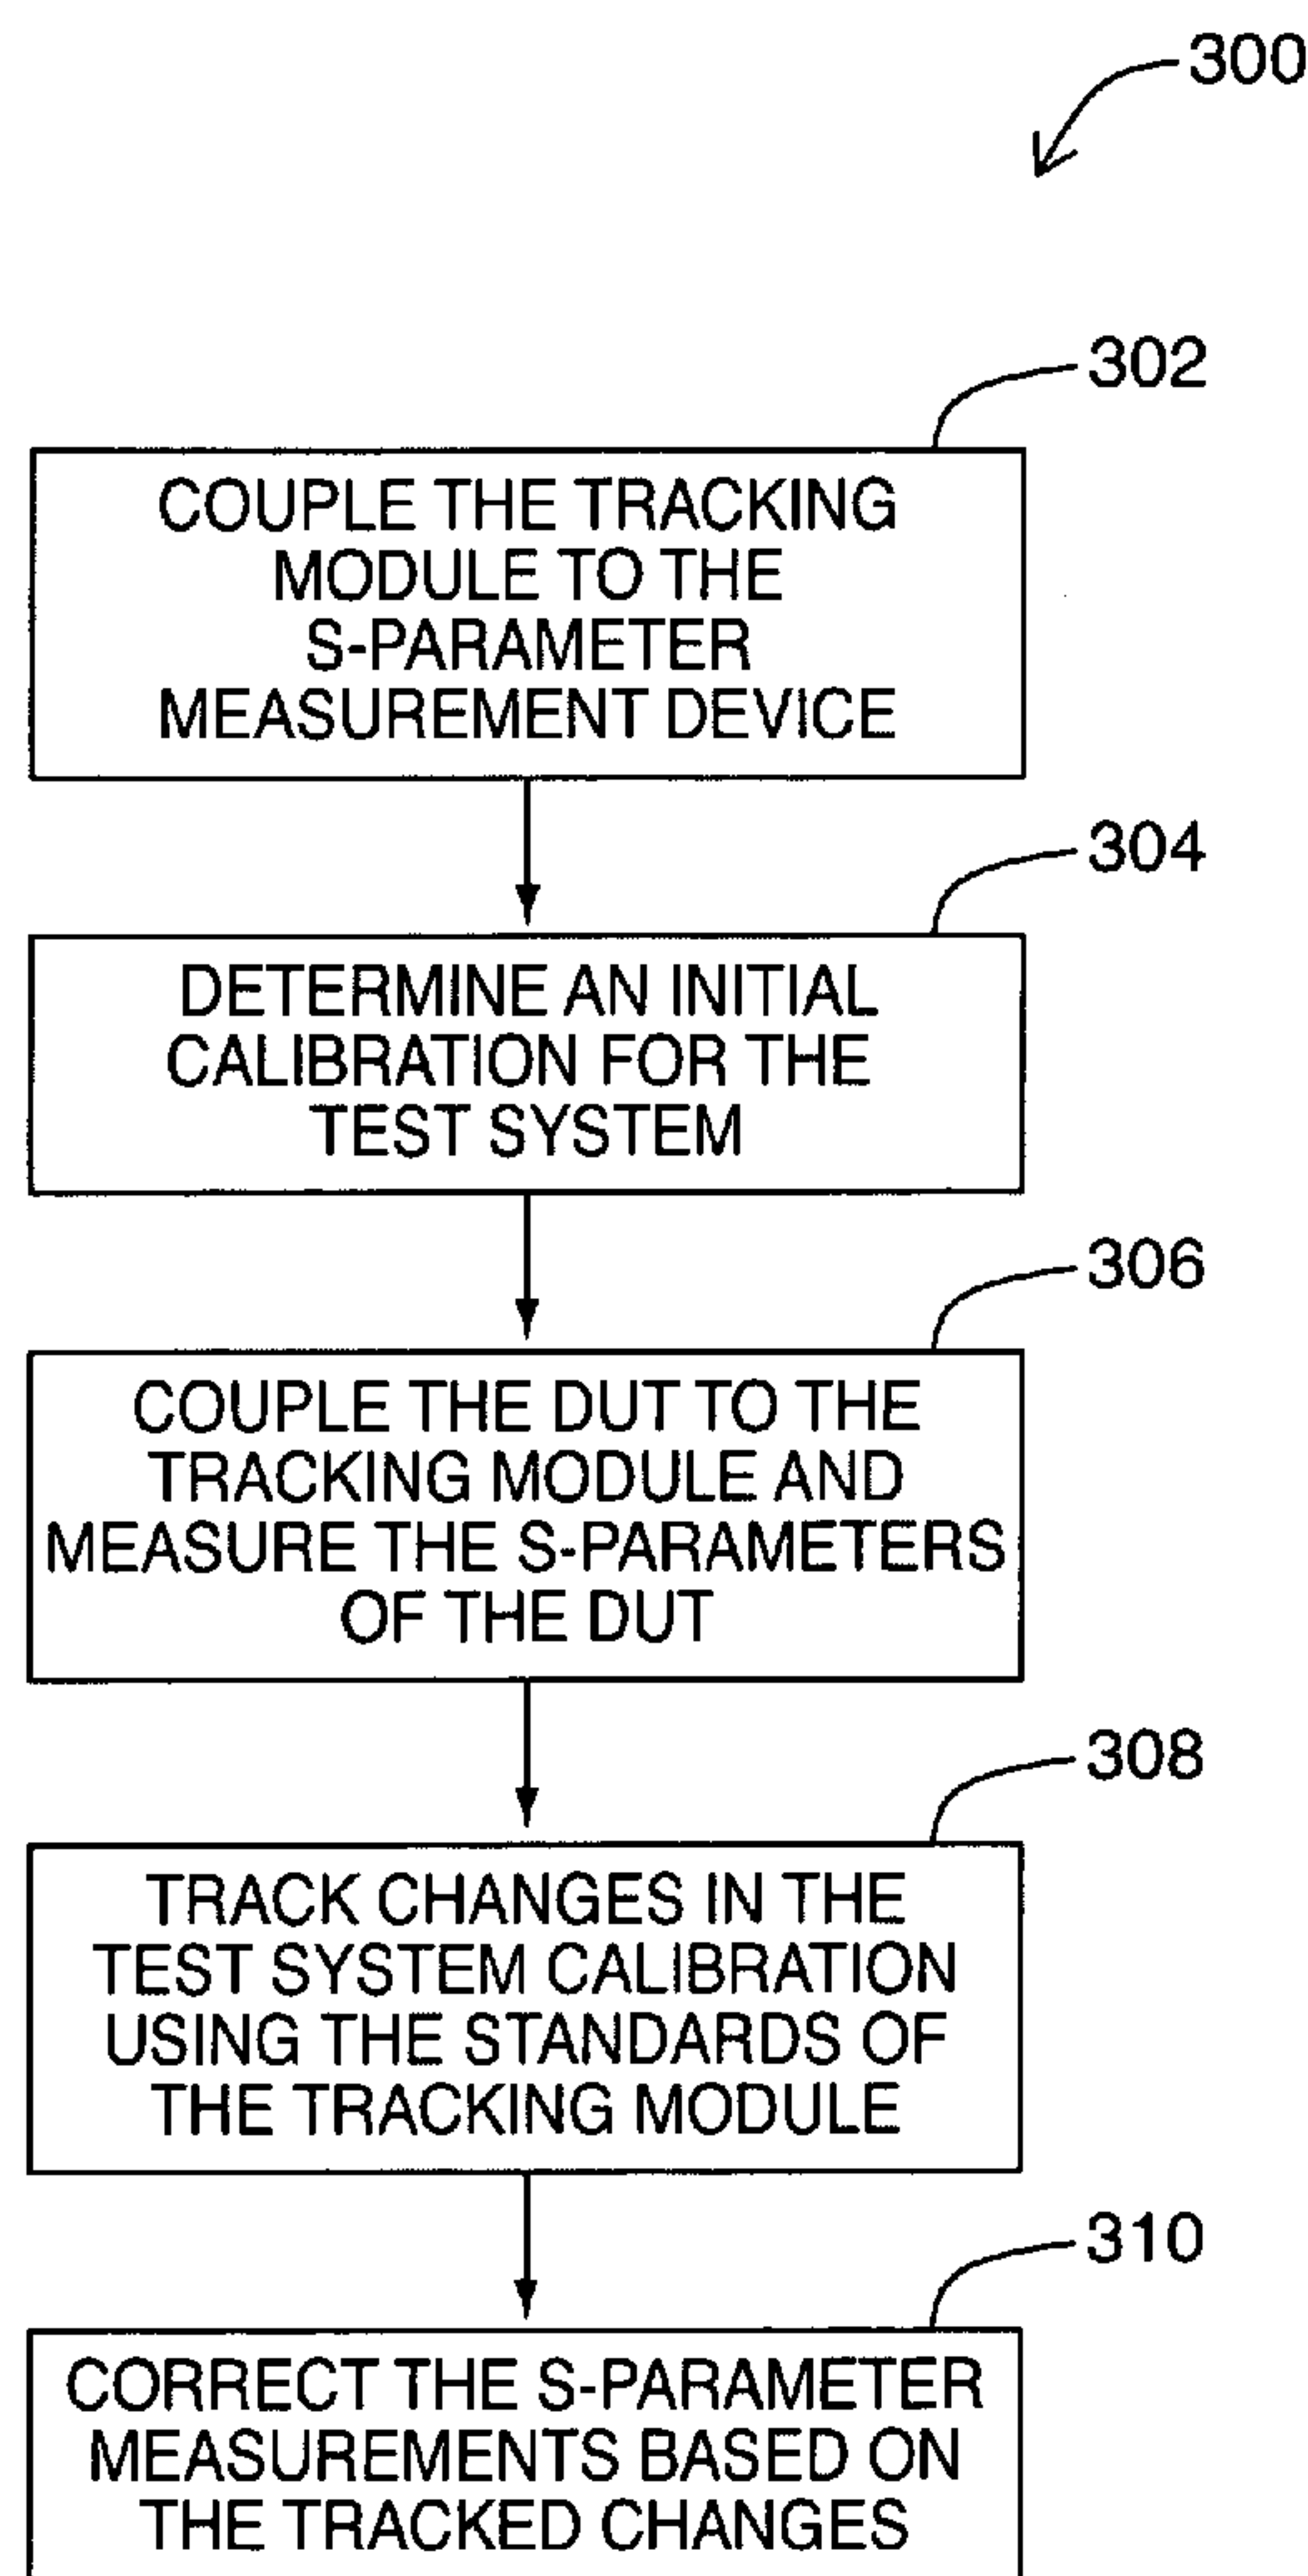 300
302
COUPLE THE TRACKING
MODULE TO THE
S-PARAMETER
MEASUREMENT DEVICE
304
DETERMINE AN INITIAL
CALIBRATION FOR THE
TEST SYSTEM
306
COUPLE THE DUT TO THE
TRACKING MODULE AND
MEASURE THE S-PARAMETERS
OF THE DUT
308
TRACK CHANGES IN THE
TEST SYSTEM CALIBRATION
USING THE STANDARDS OF
THE TRACKING MODULE
310
CORRECT THE S-PARAMETER
MEASUREMENTS BASED ON
THE TRACKED CHANGES